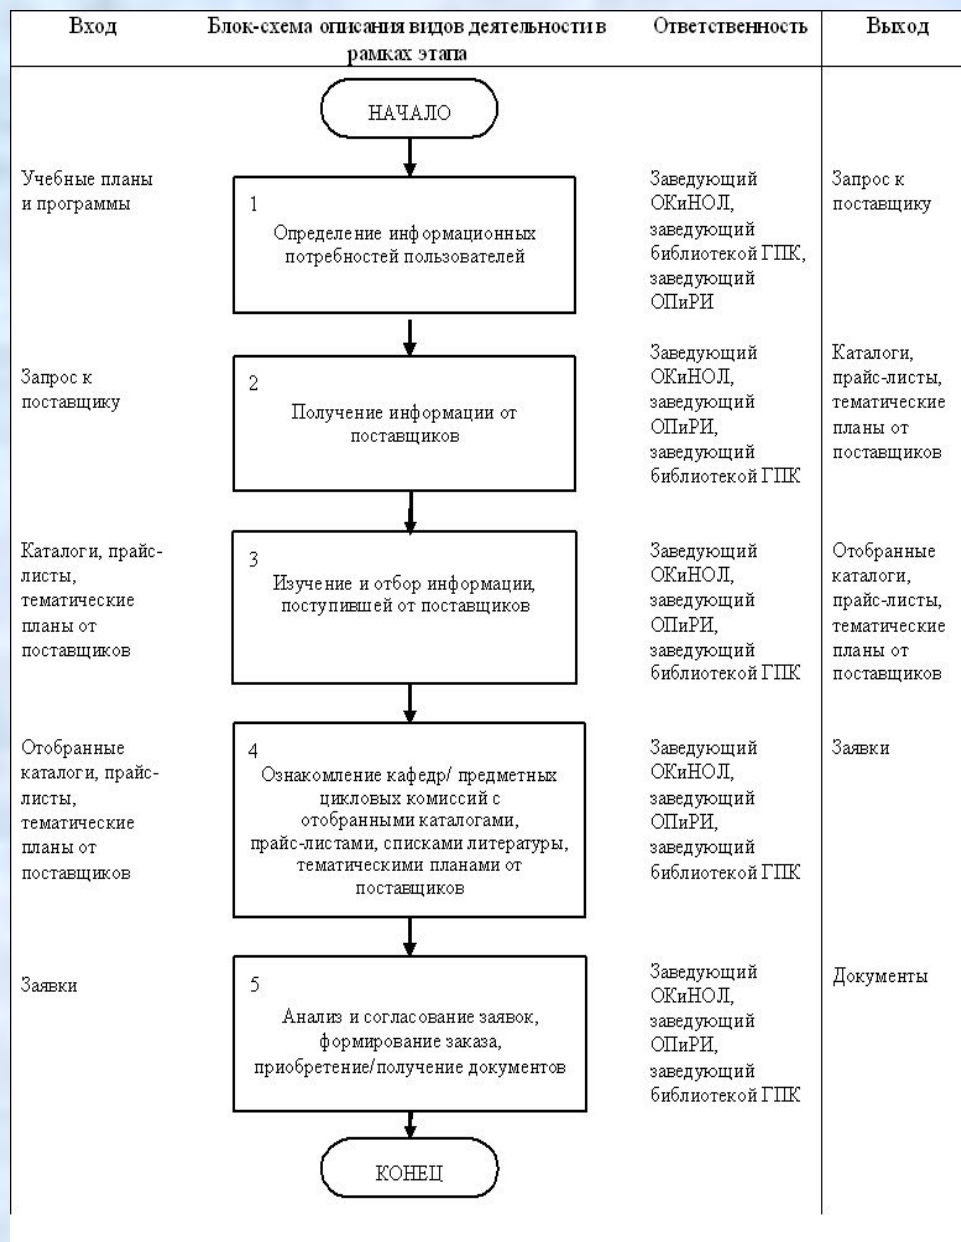 Вход
Блок-схема описания видов деятельности в
рамках этапа
Ответственность
Выход
НАЧАЛО
Учебные планы
и программы
1
Определение информационных
потребностей пользователей
Заведующий
ОКиНОЛ,
заведующий
библиотекой ГПК,
заведующий
ОПиРИ
Запрос к
поставщику
Запрос к
поставщику
2
Получение информации от
поставщиков
Заведующий
ОКиНОЛ,
заведующий
ОПиРИ,
заведующий
библиотекой ГПК
Каталоги,
прайс-листы,
тематические
планы от
поставщиков
Каталоги, прайс-
листы,
тематические
планы от
поставщиков
3
Изучение и отбор информации,
поступившей от поставщиков
Заведующий
ОКиНОЛ,
заведующий
ОПиРИ,
заведующий
библиотекой ГПК
Отобранные
каталоги,
прайс-листы,
тематические
планы от
поставщиков
Отобранные
каталоги, прайс-
листы,
тематические
планы от
поставщиков
4
Ознакомление кафедр/ предметных
цикловых комиссий с
отобранными каталогами,
прайс-листами, списками литературы,
тематическими планами от
поставщиков
Заведующий
ОКиНОЛ,
заведующий
ОПиРИ,
заведующий
библиотекой ГПК
Заявки
Заявки
5
Анализ и согласование заявок,
формирование заказа,
приобретение/получение документов
Заведующий
ОКиНОЛ,
заведующий
ОПиРИ,
заведующий
библиотекой ГПК
Документы
КОНЕЦ